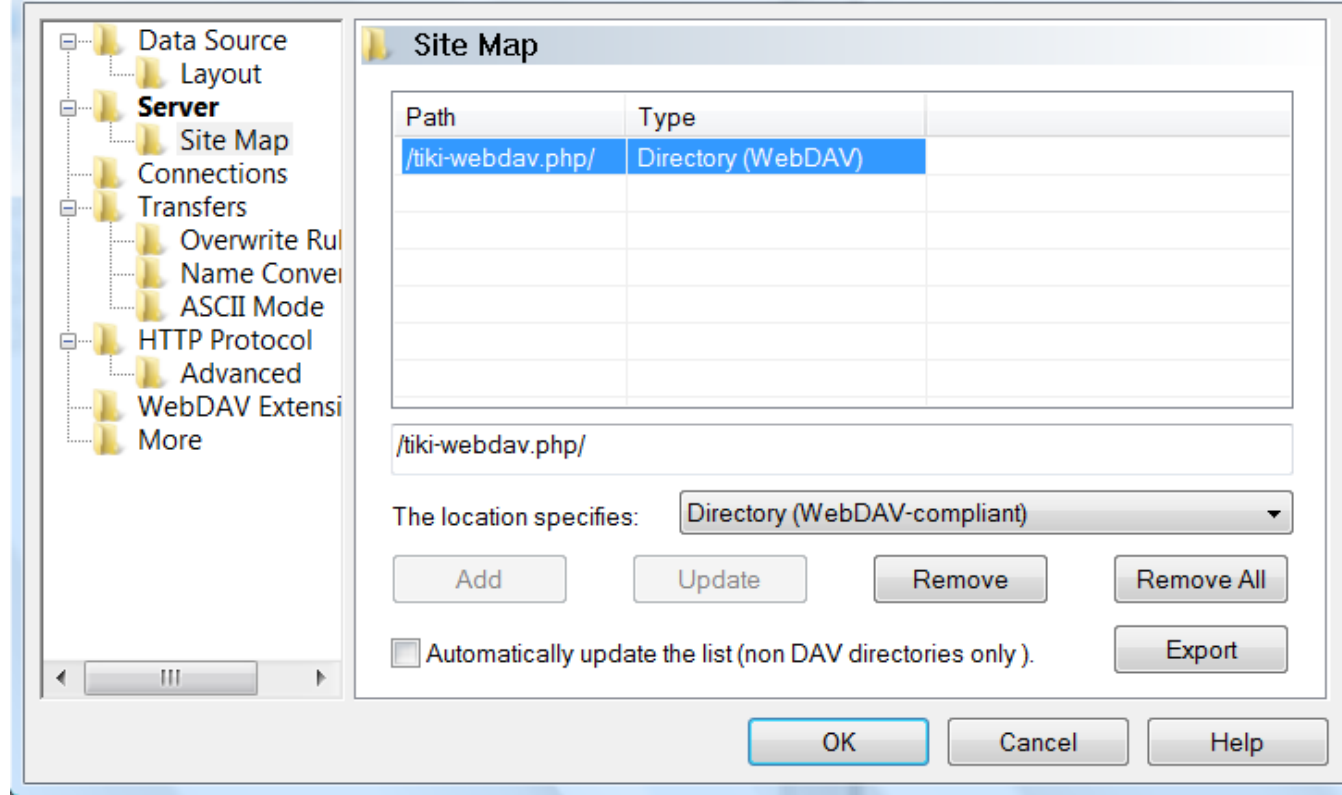 Data Source
Layout
Server
Site Map
Connections
Transfers
Overwrite Rul
Name Conver
ASCII Mode
HTTP Protocol
Advanced
WebDAV Extensi
More
Site Map
Path Type
/tiki-webdav.php/ Directory (WebDAV)
/tiki-webdav.php/
The location specifies: Directory (WebDAV-compliant)
Add Update Remove Remove All
Automatically update the list (non DAV directories only ). Export
OK Cancel Help